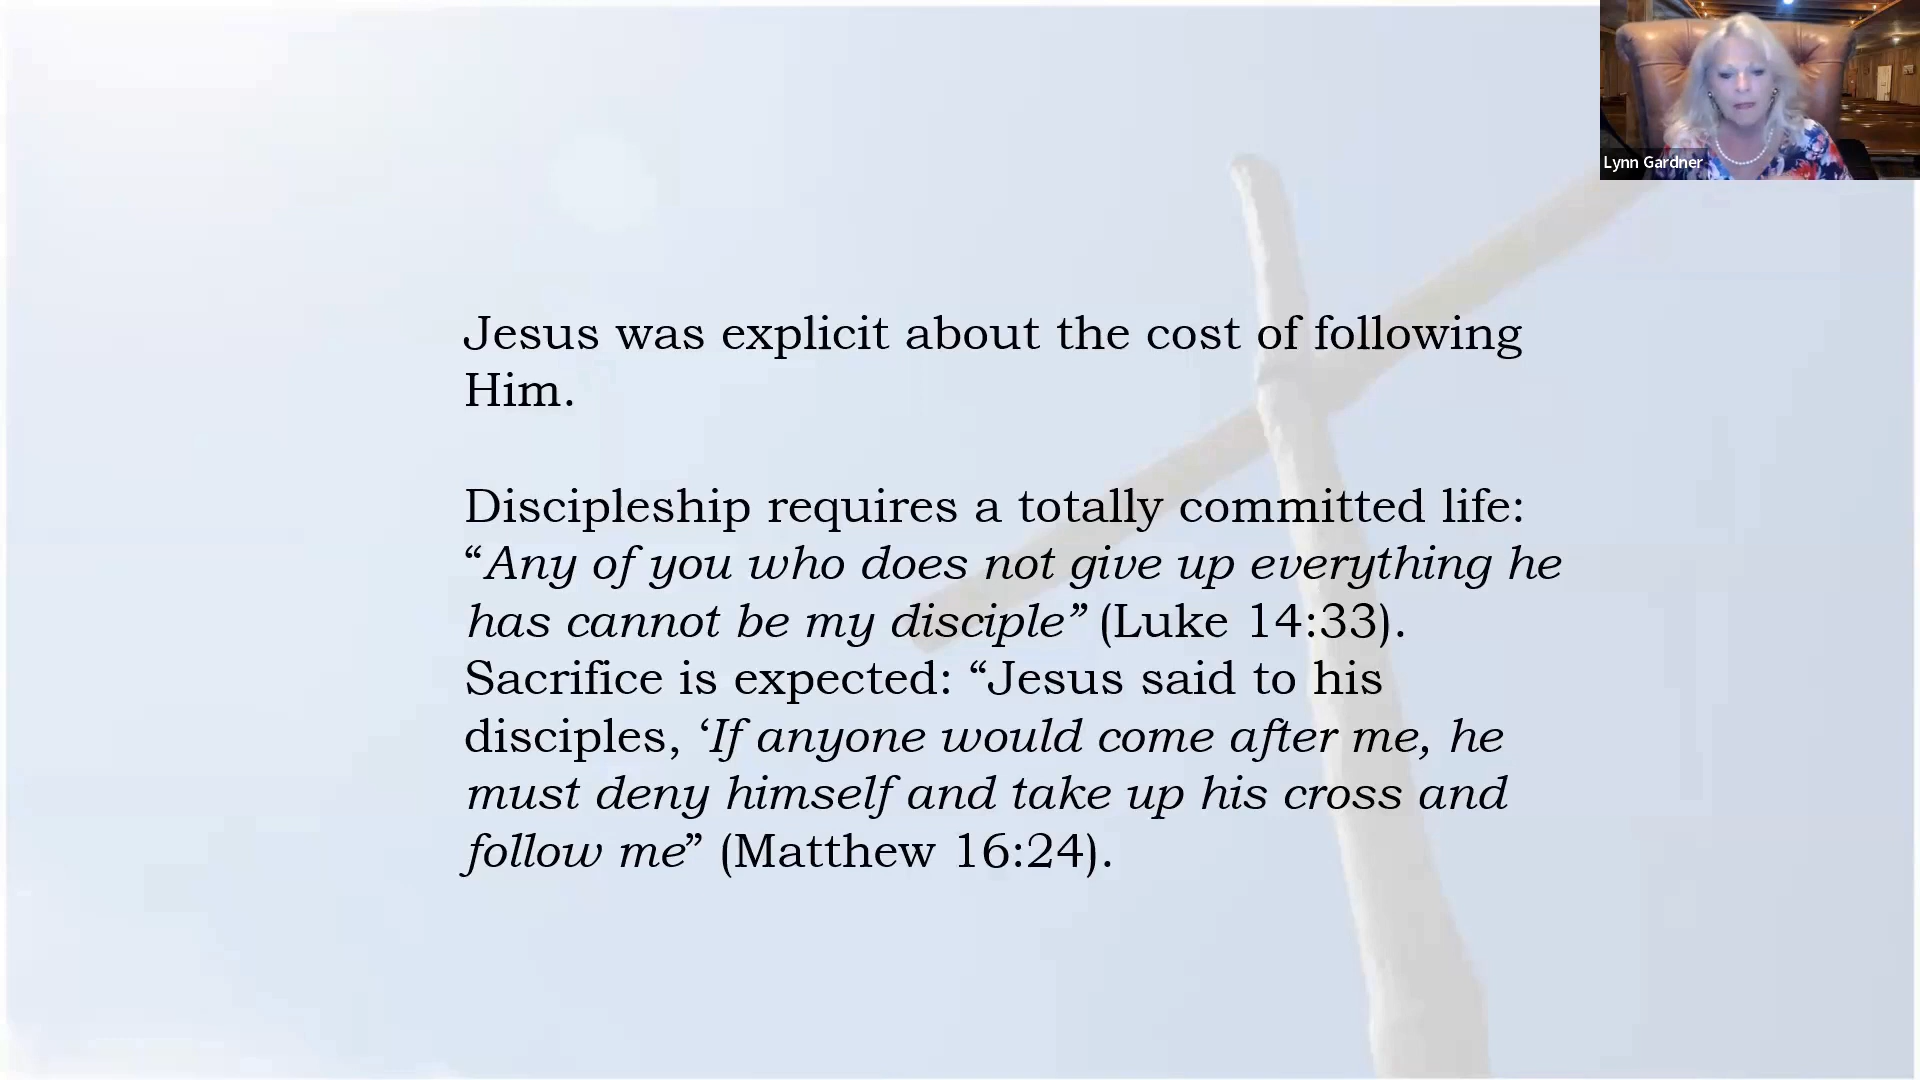 Lynn Gardner
Jesus was explicit about the cost of following
Him.
Discipleship requires a totally committed life:
“Any of you who does not give up everything he
has cannot be my disciple” (Luke 14:33).
Sacrifice is expected: “Jesus said to his
disciples, ‘If anyone would come after me, he
must deny himself and take up his cross and
follow me” (Matthew 16:24).